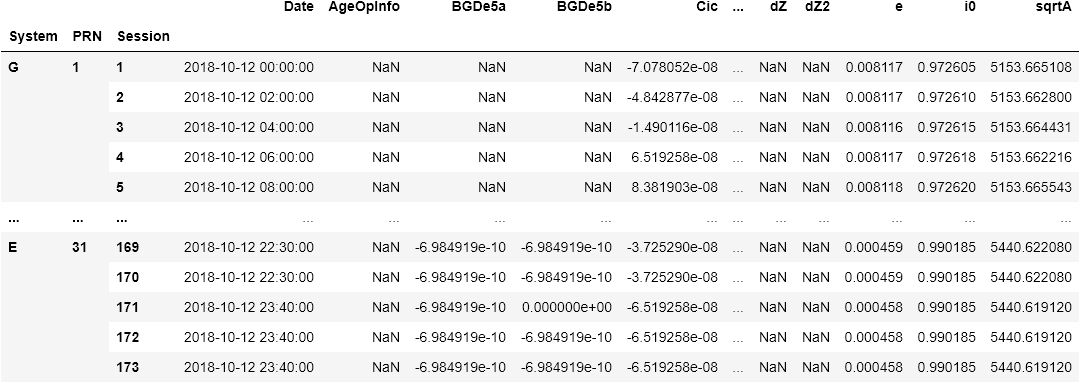 Date AgeOpInfo BGDe5a BGDe5b Cic ... dZ dZ2 e i0 sqrtA
System PRN Session
G 1 1 2018-10-12 00:00:00 NaN NaN NaN -7.078052e-08 ... NaN NaN 0.008117 0.972605 5153.665108
2 2018-10-12 02:00:00 NaN NaN NaN -4.842877e-08 ... NaN NaN 0.008117 0.972610 5153.662800
3 2018-10-12 04:00:00 NaN NaN NaN -1.490116e-08 ... NaN NaN 0.008116 0.972615 5153.664431
4 2018-10-12 06:00:00 NaN NaN NaN 6.519258e-08 ... NaN NaN 0.008117 0.972618 5153.662216
5 2018-10-12 08:00:00 NaN NaN NaN 8.381903e-08 ... NaN NaN 0.008118 0.972620 5153.665543
... ... ... ... ... ... ... ... ... ... ... ... ... ...
E 31 169 2018-10-12 22:30:00 NaN -6.984919e-10 -6.984919e-10 -3.725290e-08 ... NaN NaN 0.000459 0.990185 5440.622080
170 2018-10-12 22:30:00 NaN -6.984919e-10 -6.984919e-10 -3.725290e-08 ... NaN NaN 0.000459 0.990185 5440.622080
171 2018-10-12 23:40:00 NaN -6.984919e-10 0.000000e+00 -6.519258e-08 ... NaN NaN 0.000458 0.990185 5440.619120
172 2018-10-12 23:40:00 NaN -6.984919e-10 -6.984919e-10 -6.519258e-08 ... NaN NaN 0.000458 0.990185 5440.619120
173 2018-10-12 23:40:00 NaN -6.984919e-10 -6.984919e-10 -6.519258e-08 ... NaN NaN 0.000458 0.990185 5440.619120